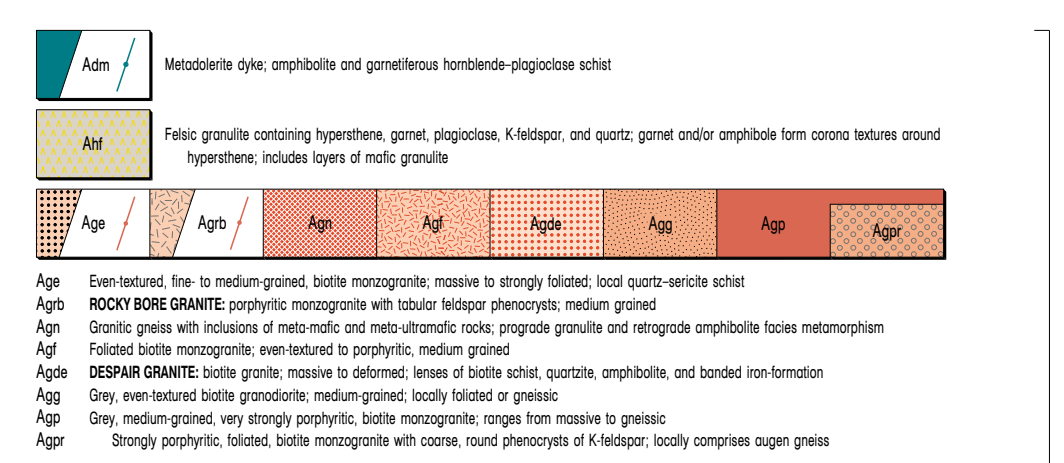 Adm
Metadolerite dyke; amphibolite and garnetiferous hornblende–plagioclase schist
Ahf
Felsic granulite containing hypersthene, garnet, plagioclase, K-feldspar, and quartz; garnet and/or amphibole form corona textures around
hypersthene; includes layers of mafic granulite
Age Agrb Agn Agf Agde Agg Agp Agpr
Age Even-textured, fine- to medium-grained, biotite monzogranite; massive to strongly foliated; local quartz–sericite schist
Agrb ROCKY BORE GRANITE: porphyritic monzogranite with tabular feldspar phenocrysts; medium grained
Agn Granitic gneiss with inclusions of meta-mafic and meta-ultramafic rocks; prograde granulite and retrograde amphibolite facies metamorphism
Agf Foliated biotite monzogranite; even-textured to porphyritic, medium grained
Agde DESPAIR GRANITE: biotite granite; massive to deformed; lenses of biotite schist, quartzite, amphibolite, and banded iron-formation
Agg Grey, even-textured biotite granodiorite; medium-grained; locally foliated or gneissic
Agp Grey, medium-grained, very strongly porphyritic, biotite monzogranite; ranges from massive to gneissic
Agpr Strongly porphyritic, foliated, biotite monzogranite with coarse, round phenocrysts of K-feldspar; locally comprises augen gneiss